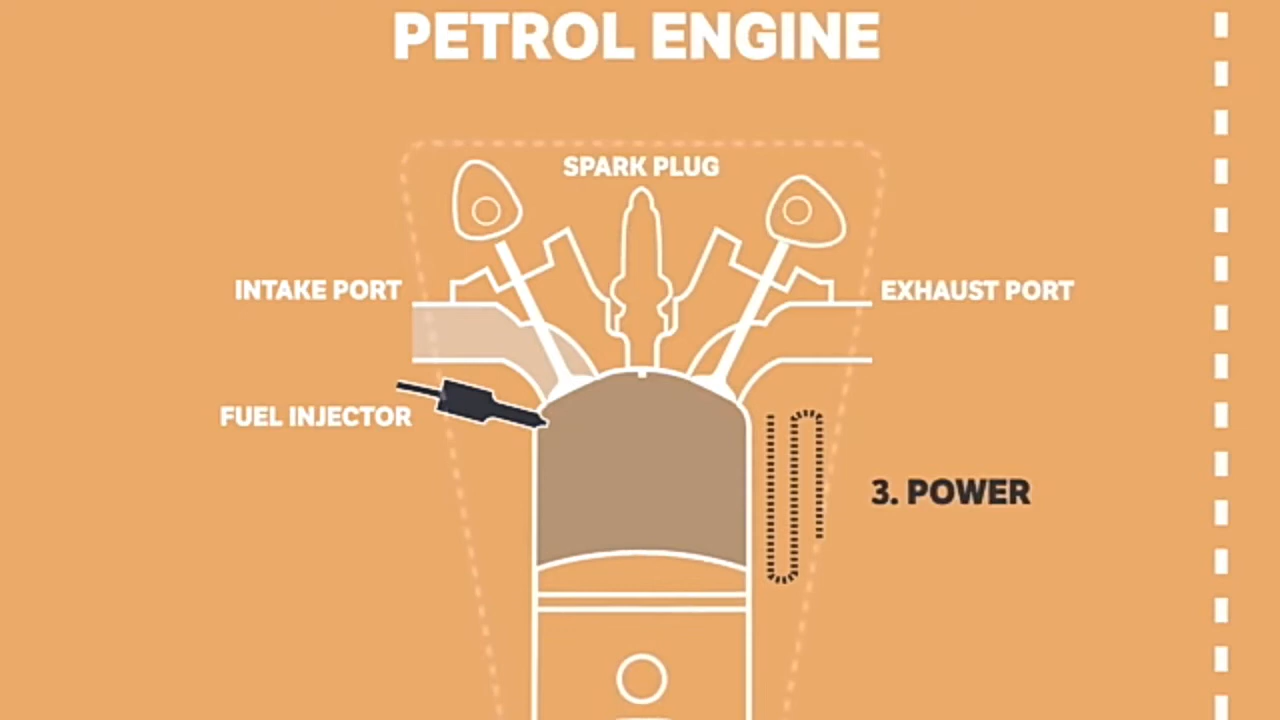 PETROL ENGINE
SPARK PLUG
INTAKE PORT
EXHAUST PORT
FUEL INJECTOR
3. POWER